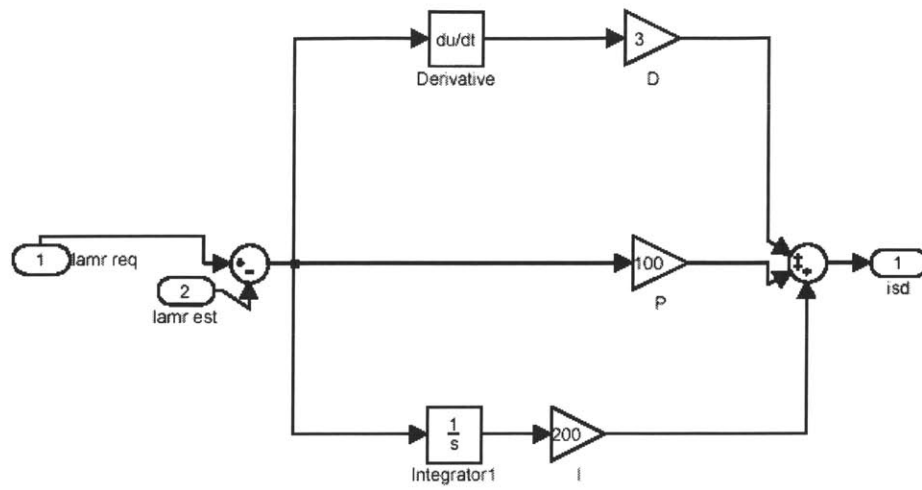 du/dt
Derivative
3
D
1
lamr req
2
lamr est
100
P
1
isd
1
s
Integrator1
200
I